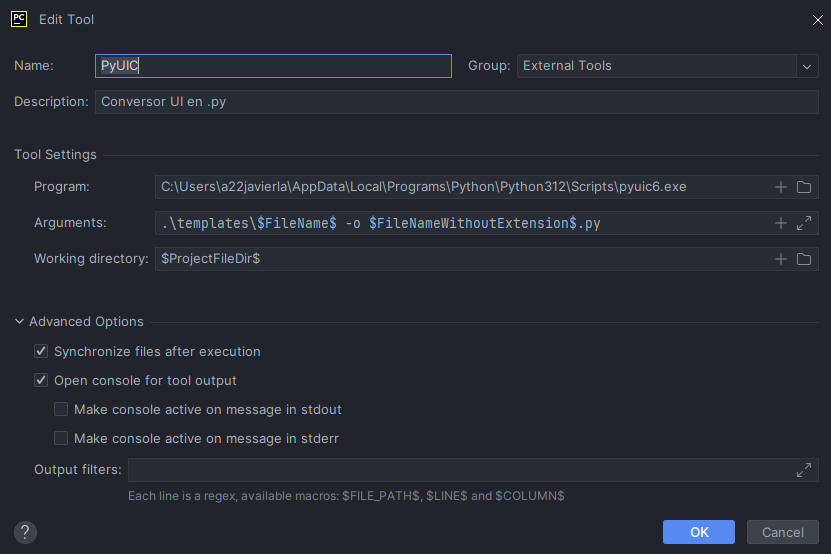 PC Edit Tool
Name: PyUIC Group: External Tools
Description: Conversor UI en .py
Tool Settings
Program: C:\Users\a22javierla\AppData\Local\Programs\Python\Python312\Scripts\pyuic6.exe
Arguments: .\templates\$FileName$ -o $FileNameWithoutExtension$.py
Working directory: $ProjectFileDir$
Advanced Options
Synchronize files after execution
Open console for tool output
Make console active on message in stdout
Make console active on message in stderr
Output filters:
Each line is a regex, available macros: $FILE_PATH$, $LINE$ and $COLUMN$
? OK Cancel